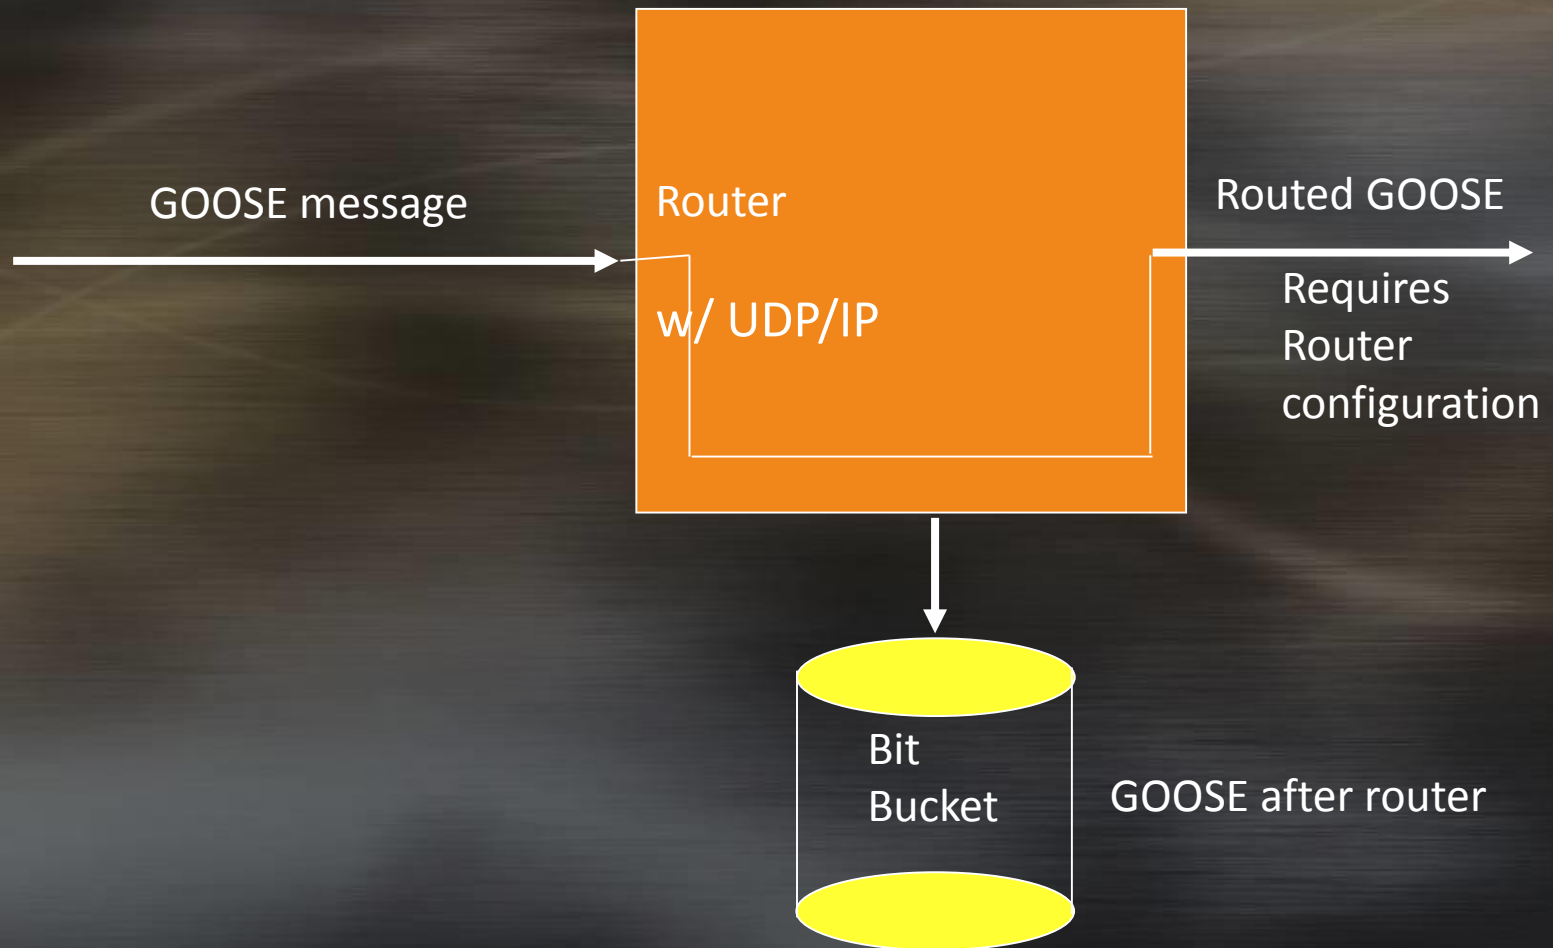 GOOSE message
Router
w/ UDP/IP
Routed GOOSE
Requires
Router
configuration
Bit
Bucket
GOOSE after router